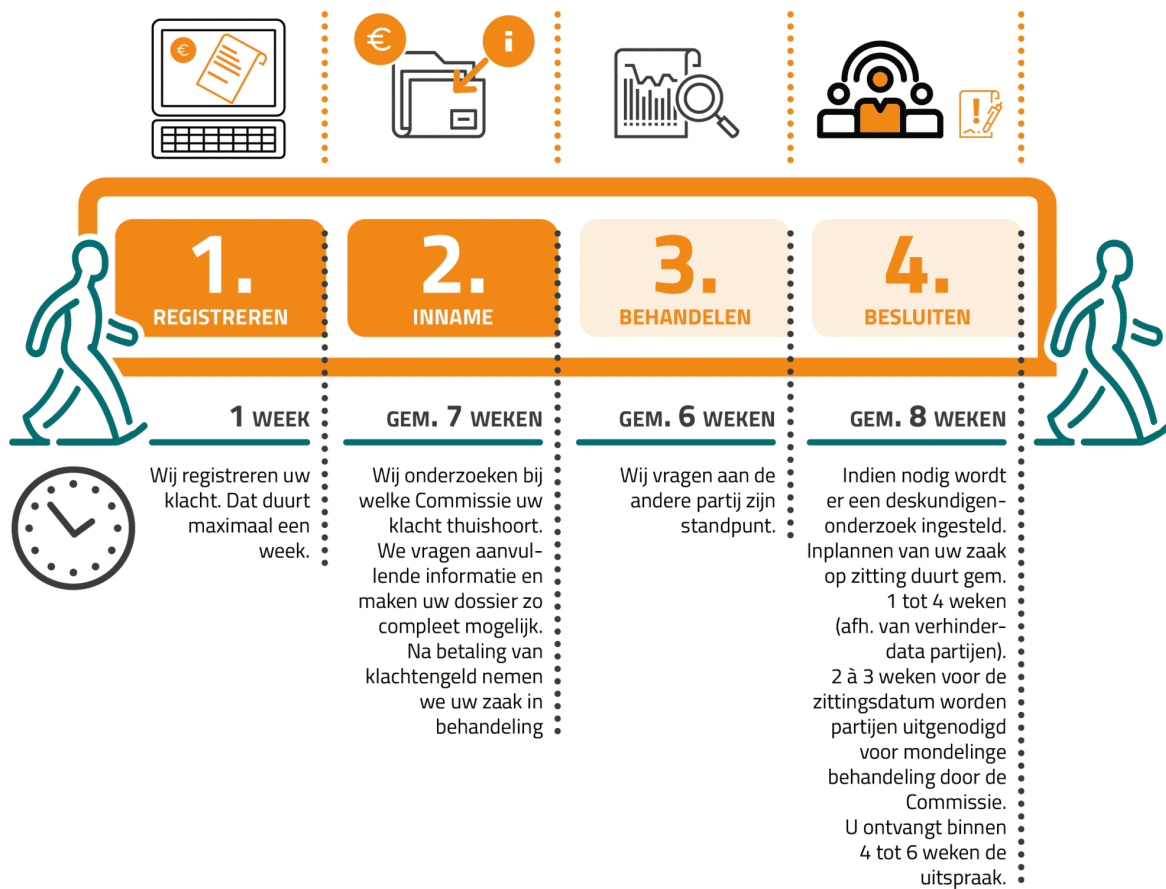 €
€
i
!
1.
REGISTREREN
2.
INNAME
3.
BEHANDELEN
4.
BESLUITEN
1 WEEK
Wij registreren uw
klacht. Dat duurt
maximaal een
week.
GEM. 7 WEKEN
Wij onderzoeken bij
welke Commissie uw
klacht thuishoort.
We vragen aanvul-
lende informatie en
maken uw dossier zo
compleet mogelijk.
Na betaling van
klachtengeld nemen
we uw zaak in
behandeling
GEM. 6 WEKEN
Wij vragen aan de
andere partij zijn
standpunt.
GEM. 8 WEKEN
Indien nodig wordt
er een deskundigen-
onderzoek ingesteld.
Inplannen van uw zaak
op zitting duurt gem.
1 tot 4 weken
(afh. van verhinder-
data partijen).
2 à 3 weken voor de
zittingsdatum worden
partijen uitgenodigd
voor mondelinge
behandeling door de
Commissie.
U ontvangt binnen
4 tot 6 weken de
uitspraak.